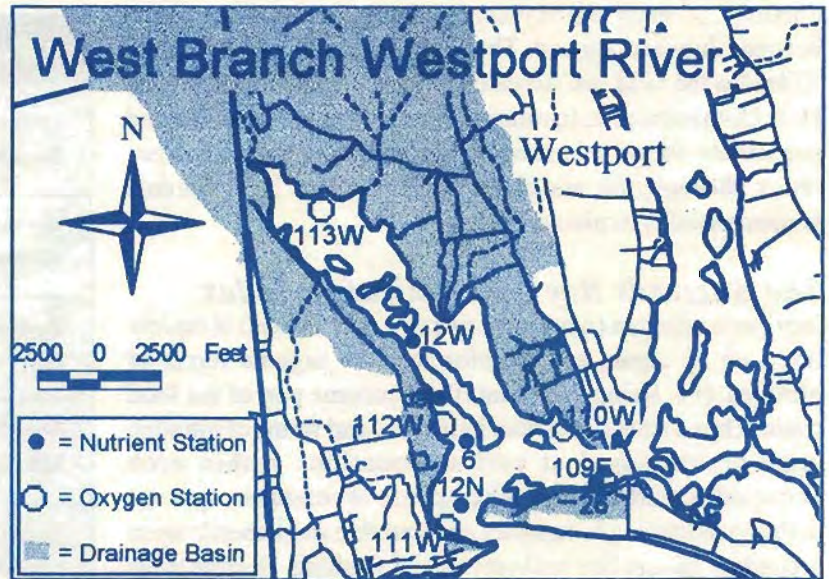 West Branch Westport River
N
Westport
113W
12W
2500 0 2500 Feet
112W
110W
6
109E
12N
26
111W
= Nutrient Station
= Oxygen Station
= Drainage Basin